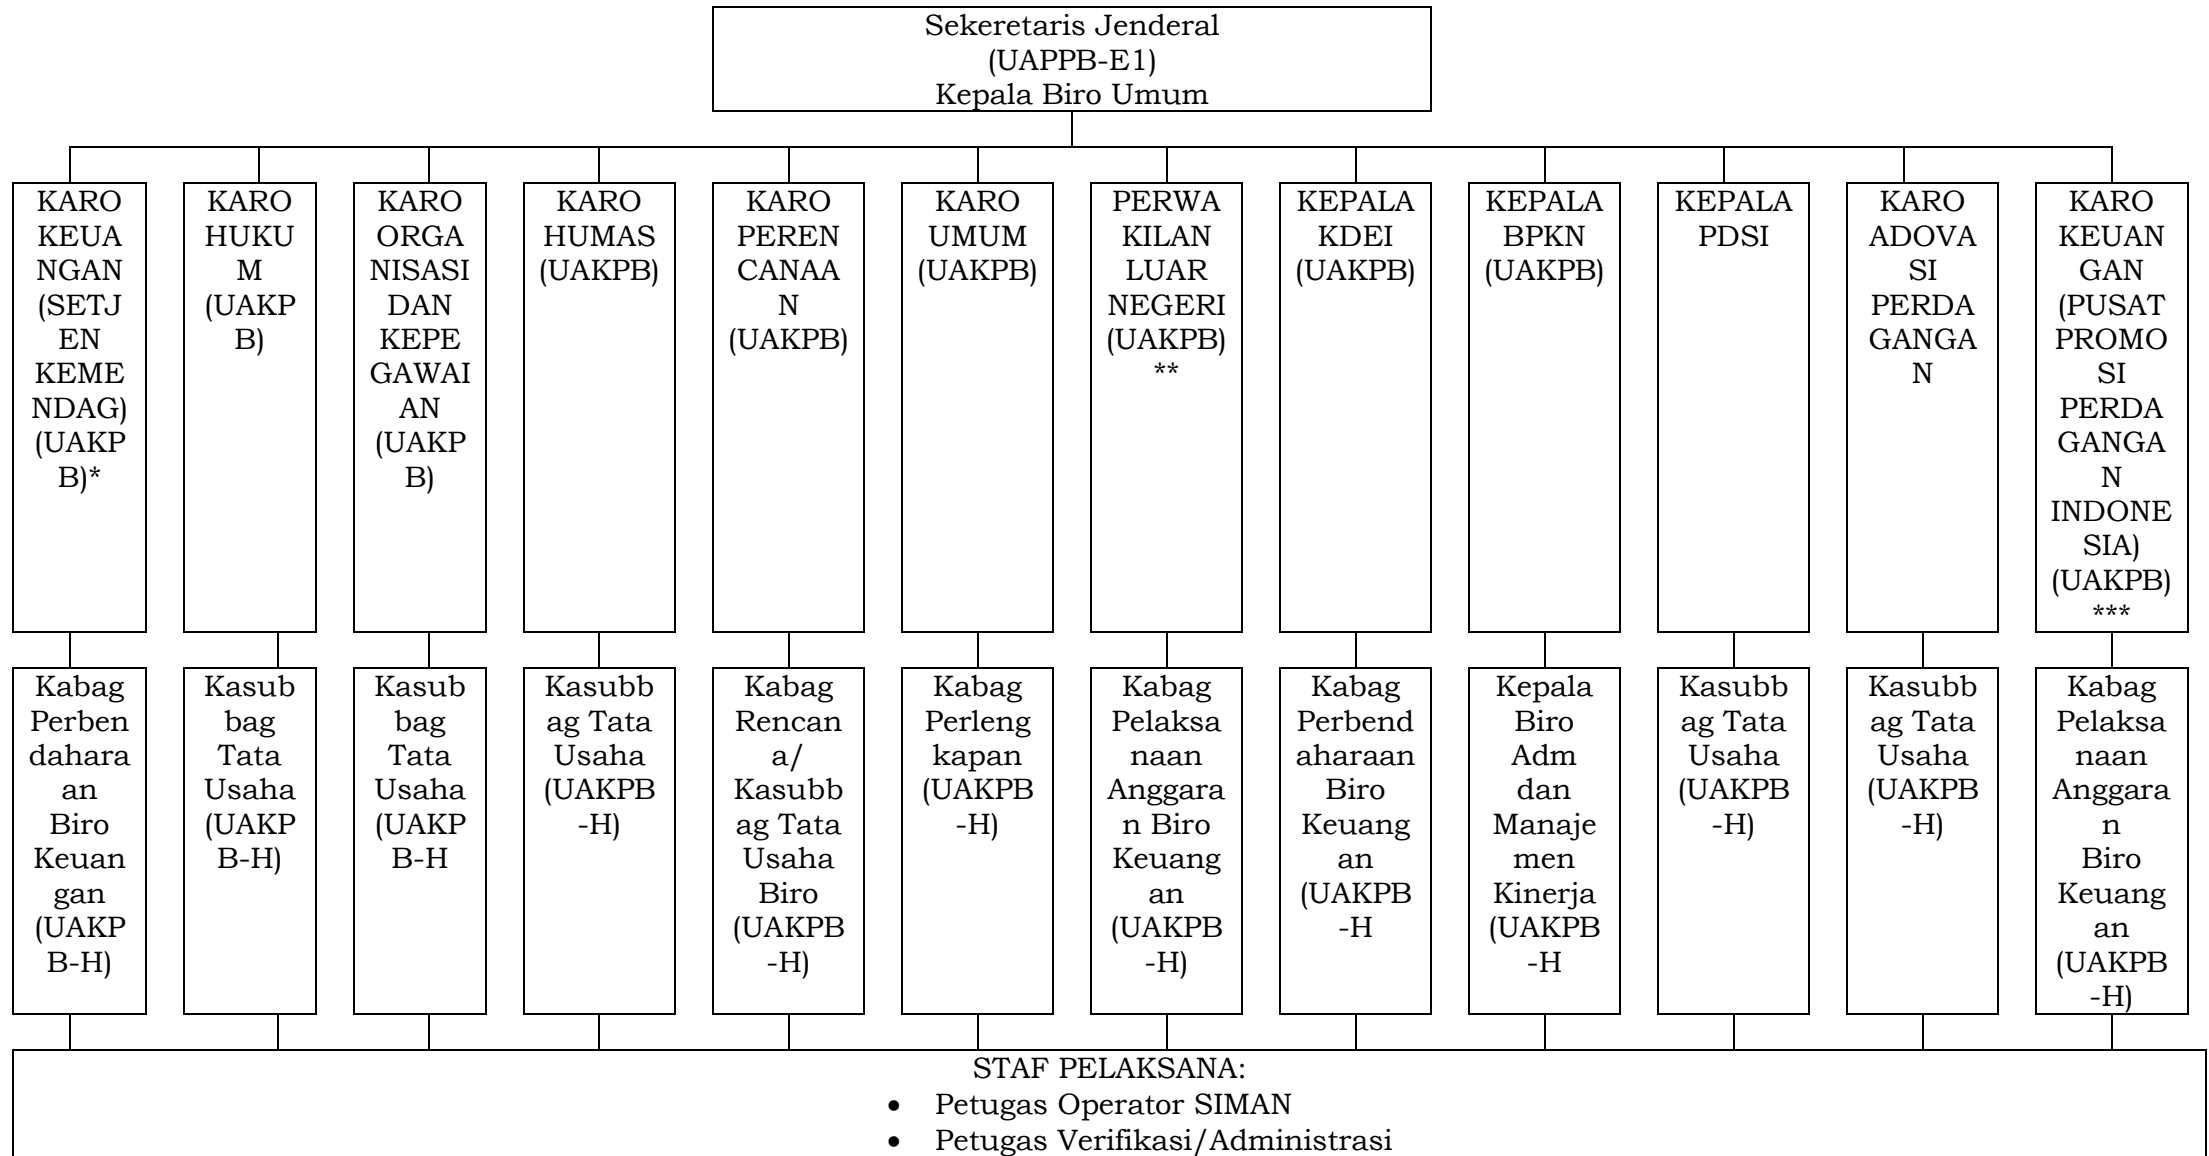 Sekeretaris Jenderal
(UAPPB-E1)
Kepala Biro Umum
KARO
KEUA
NGAN
(SETJ
EN
KEME
NDAG)
(UAKP
B)*
KARO
HUKU
M
(UAKP
B)
KARO
ORGA
NISASI
DAN
KEPE
GAWAI
AN
(UAKP
B)
KARO
HUMAS
(UAKPB)
KARO
PEREN
CANAA
N
(UAKPB)
KARO
UMUM
(UAKPB)
PERWA
KILAN
LUAR
NEGERI
(UAKPB)
**
KEPALA
KDEI
(UAKPB)
KEPALA
BPKN
(UAKPB)
KEPALA
PDSI
KARO
ADOVA
SI
PERDA
GANGA
N
KARO
KEUAN
GAN
(PUSAT
PROMO
SI
PERDA
GANGA
N
INDONE
SIA)
(UAKPB)
***
Kabag
Perben
dahara
an
Biro
Keuan
gan
(UAKP
B-H)
Kasub
bag
Tata
Usaha
(UAKP
B-H)
Kasub
bag
Tata
Usaha
(UAKP
B-H
Kasubb
ag Tata
Usaha
(UAKPB
-H)
Kabag
Rencan
a/
Kasubb
ag Tata
Usaha
Biro
(UAKPB
-H)
Kabag
Perleng
kapan
(UAKPB
-H)
Kabag
Pelaksa
naan
Anggara
n Biro
Keuang
an
(UAKPB
-H)
Kabag
Perbend
aharaan
Biro
Keuang
an
(UAKPB
-H
Kepala
Biro
Adm
dan
Manaje
men
Kinerja
(UAKPB
-H
Kasubb
ag Tata
Usaha
(UAKPB
-H)
Kasubb
ag Tata
Usaha
(UAKPB
-H)
Kabag
Pelaksa
naan
Anggara
n
Biro
Keuang
an
(UAKPB
-H)
STAF PELAKSANA:
• Petugas Operator SIMAN
• Petugas Verifikasi/Administrasi